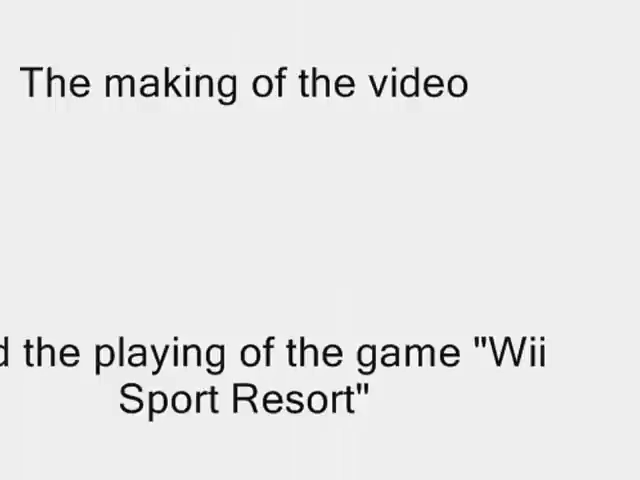 The making of the video
the playing of the game "Wii
Sport Resort"